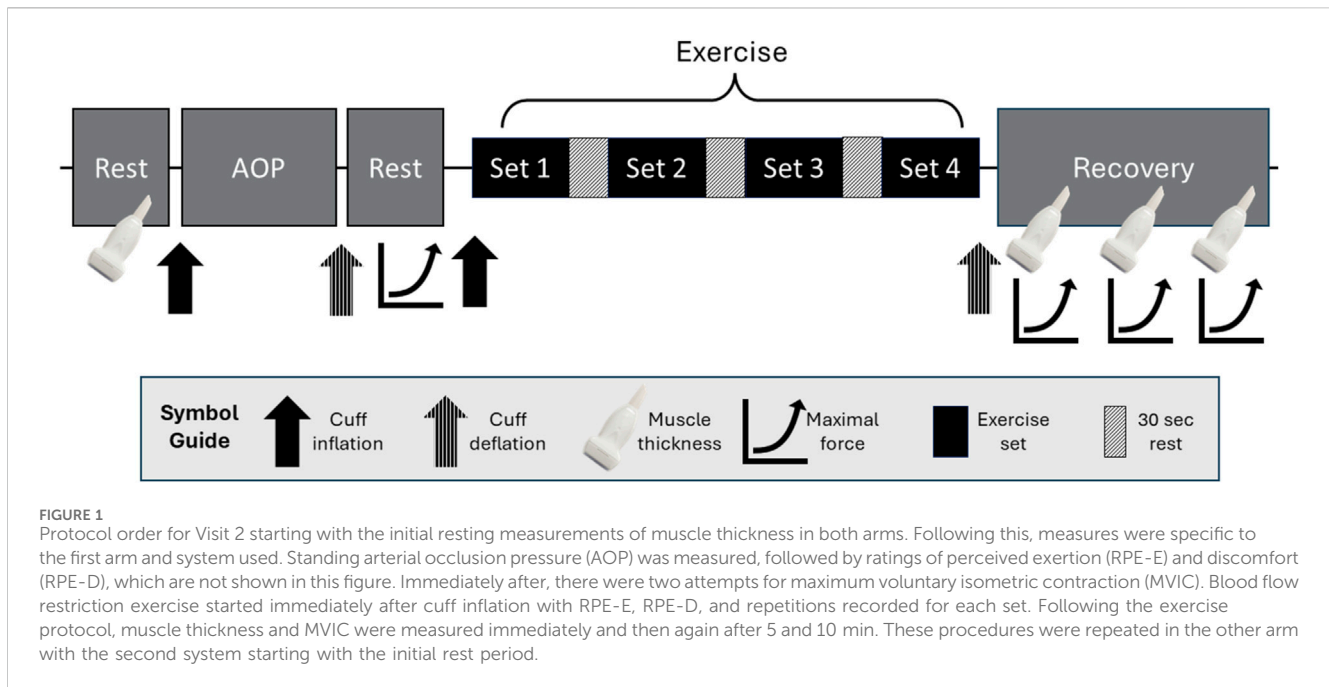 Exercise
Rest
AOP
Rest
Set 1
Set 2
Set 3
Set 4
Recovery
Symbol
Guide
Cuff
inflation
Cuff
deflation
Muscle
thickness
Maximal
force
Exercise
set
30 sec
rest
FIGURE 1
Protocol order for Visit 2 starting with the initial resting measurements of muscle thickness in both arms. Following this, measures were specific to
the first arm and system used. Standing arterial occlusion pressure (AOP) was measured, followed by ratings of perceived exertion (RPE-E) and discomfort
(RPE-D), which are not shown in this figure. Immediately after, there were two attempts for maximum voluntary isometric contraction (MVIC). Blood flow
restriction exercise started immediately after cuff inflation with RPE-E, RPE-D, and repetitions recorded for each set. Following the exercise
protocol, muscle thickness and MVIC were measured immediately and then again after 5 and 10 min. These procedures were repeated in the other arm
with the second system starting with the initial rest period.